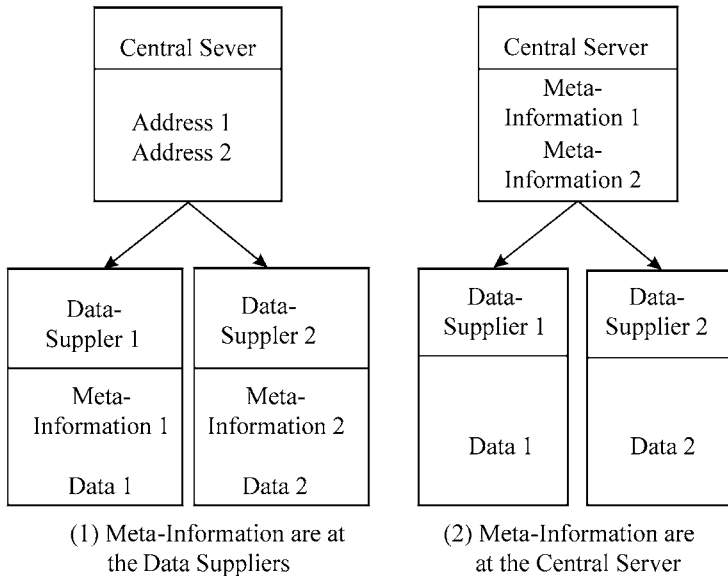 Central Sever
Address 1
Address 2
Data-
Suppler 1
Meta-
Information 1
Data 1
Data-
Suppler 2
Meta-
Information 2
Data 2
(1) Meta-Information are at
the Data Suppliers
Central Server
Meta-
Information 1
Meta-
Information 2
Data-
Supplier 1
Data 1
Data-
Supplier 2
Data 2
(2) Meta-Information are
at the Central Server